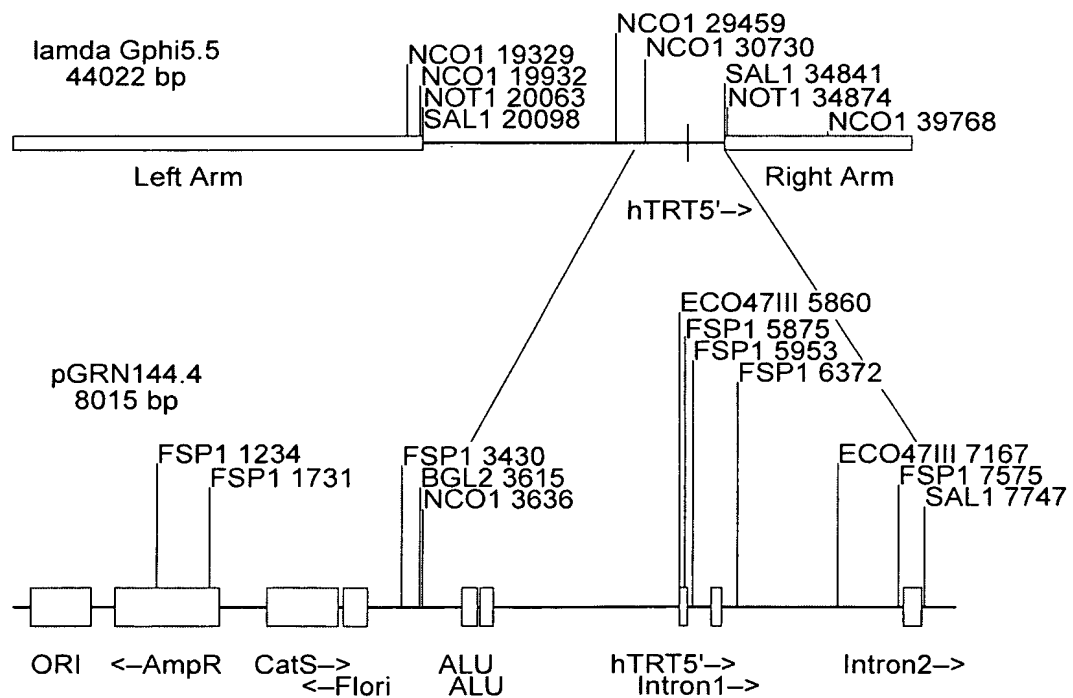 lamda Gphi5.5
44022 bp
NCO1 19329
NCO1 19932
NOT1 20063
SAL1 20098
NCO1 29459
NCO1 30730
SAL1 34841
NOT1 34874
NCO1 39768
Left Arm
Right Arm
hTRT5'–>
pGRN144.4
8015 bp
ECO47III 5860
FSP1 5875
FSP1 5953
FSP1 6372
FSP1 1234
FSP1 1731
FSP1 3430
BGL2 3615
NCO1 3636
ECO47III 7167
FSP1 7575
SAL1 7747
ORI
<–AmpR
CatS–>
<–Flori
ALU
ALU
hTRT5'–>
Intron1–>
Intron2–>